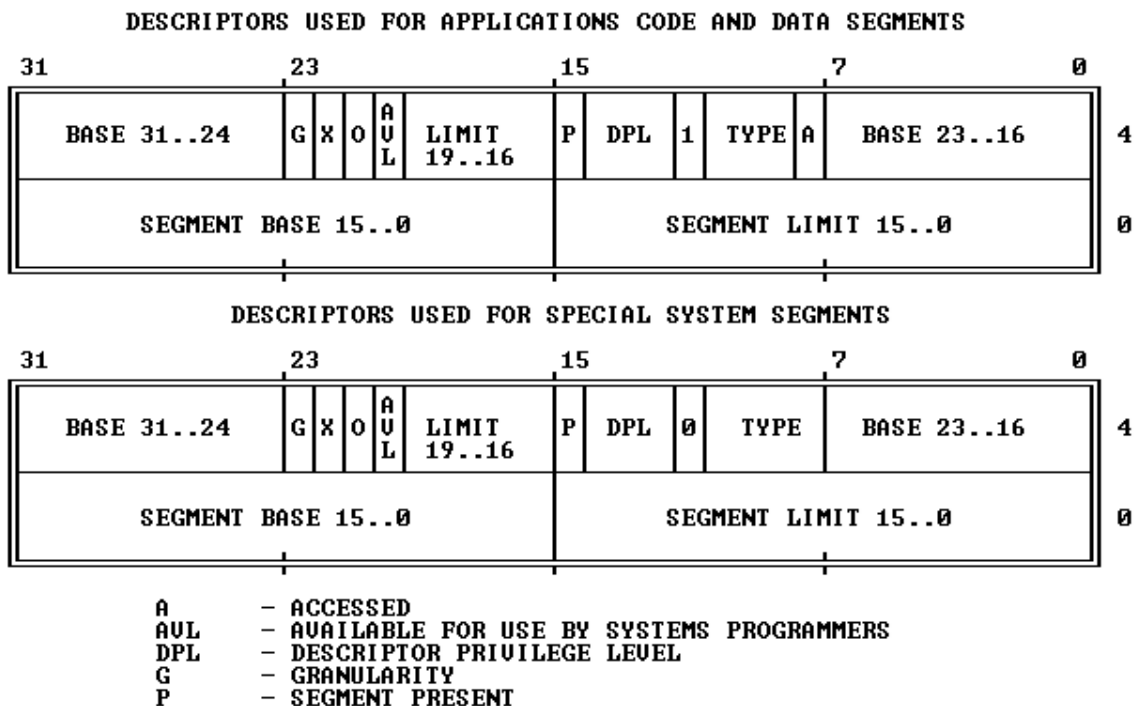 DESCRIPTORS USED FOR APPLICATIONS CODE AND DATA SEGMENTS
31 23 15 7 0
BASE 31..24 G X O AVL LIMIT 19..16 P DPL 1 TYPE A BASE 23..16 4
SEGMENT BASE 15..0 SEGMENT LIMIT 15..0 0
DESCRIPTORS USED FOR SPECIAL SYSTEM SEGMENTS
31 23 15 7 0
BASE 31..24 G X O AVL LIMIT 19..16 P DPL 0 TYPE BASE 23..16 4
SEGMENT BASE 15..0 SEGMENT LIMIT 15..0 0
A - ACCESSED
AVL - AVAILABLE FOR USE BY SYSTEMS PROGRAMMERS
DPL - DESCRIPTOR PRIVILEGE LEVEL
G - GRANULARITY
P - SEGMENT PRESENT